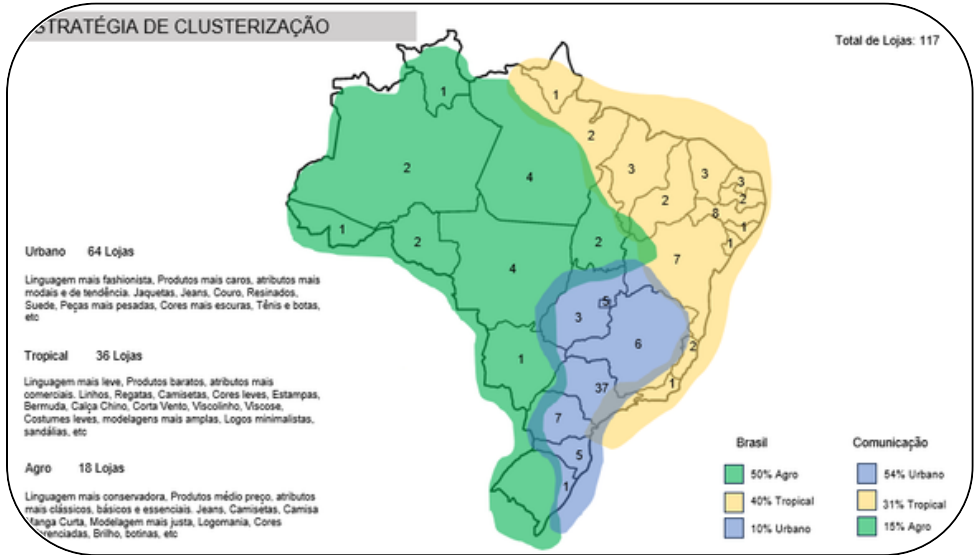 STRATÉGIA DE CLUSTERIZAÇÃO
Total de Lojas: 117
Urbano 64 Lojas
Linguagem mais fashionista, Produtos mais caros, atributos mais
modais e de tendência. Jaquetas, Jeans, Couro, Resinados,
Suede, Peças mais pesadas, Cores mais escuras, Tênis e botas,
etc
Tropical 36 Lojas
Linguagem mais leve, Produtos baratos, atributos mais
comerciais. Linhos, Regatas, Camisetas, Cores leves, Estampas,
Bermuda, Calça Chino, Corta Vento, Viscolinho, Viscose,
Costumes leves, modelagens mais amplas, Logos minimalistas,
sandálias, etc
Agro 18 Lojas
Linguagem mais conservadora, Produtos médio preço, atributos
mais clássicos, básicos e essenciais. Jeans, Camisetas, Camisa
Manga Curta, Modelagem mais justa, Logomania, Cores
erenciadas, Brilho, botinas, etc
1
1
2
2
4
3
3
3
2
2
8
1
1
1
2
2
7
4
5
3
6
2
1
37
1
7
5
1
Brasil
50% Agro
40% Tropical
10% Urbano
Comunicação
54% Urbano
31% Tropical
15% Agro